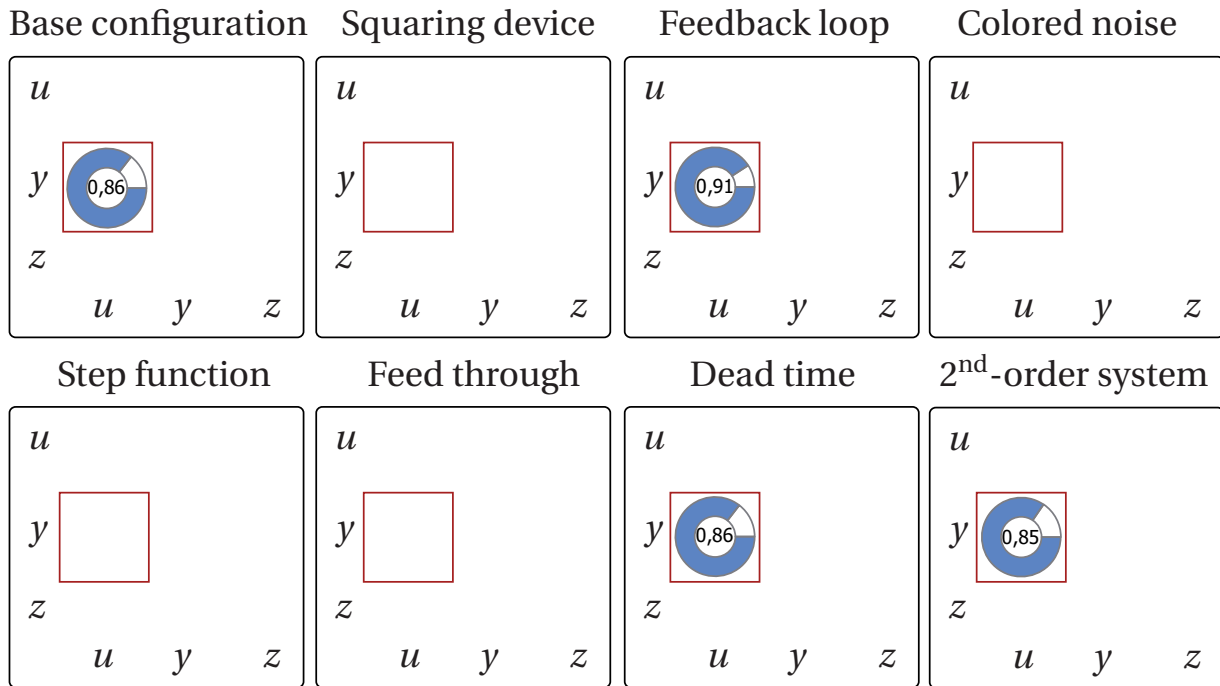 Base configuration Squaring device Feedback loop Colored noise
u u u u
y 0,86 y y 0,91 y
z z z z
u y z u y z u y z u y z
Step function Feed through Dead time 2nd-order system
u u u u
y y y 0,86 y 0,85
z z z z
u y z u y z u y z u y z